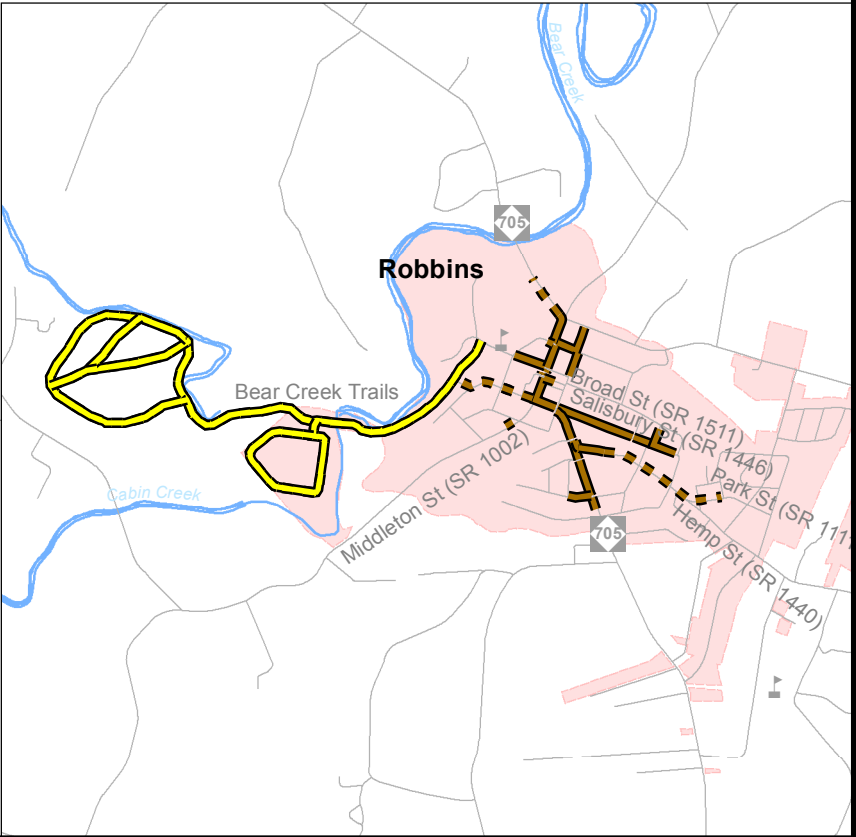 Bear Creek
705
Robbins
Bear Creek Trails
Broad St (SR 1511)
Salisbury St (SR 1446)
Middleton St (SR 1002)
Park St (SR 111
Cabin Creek
Hemp St (SR 1440)
705